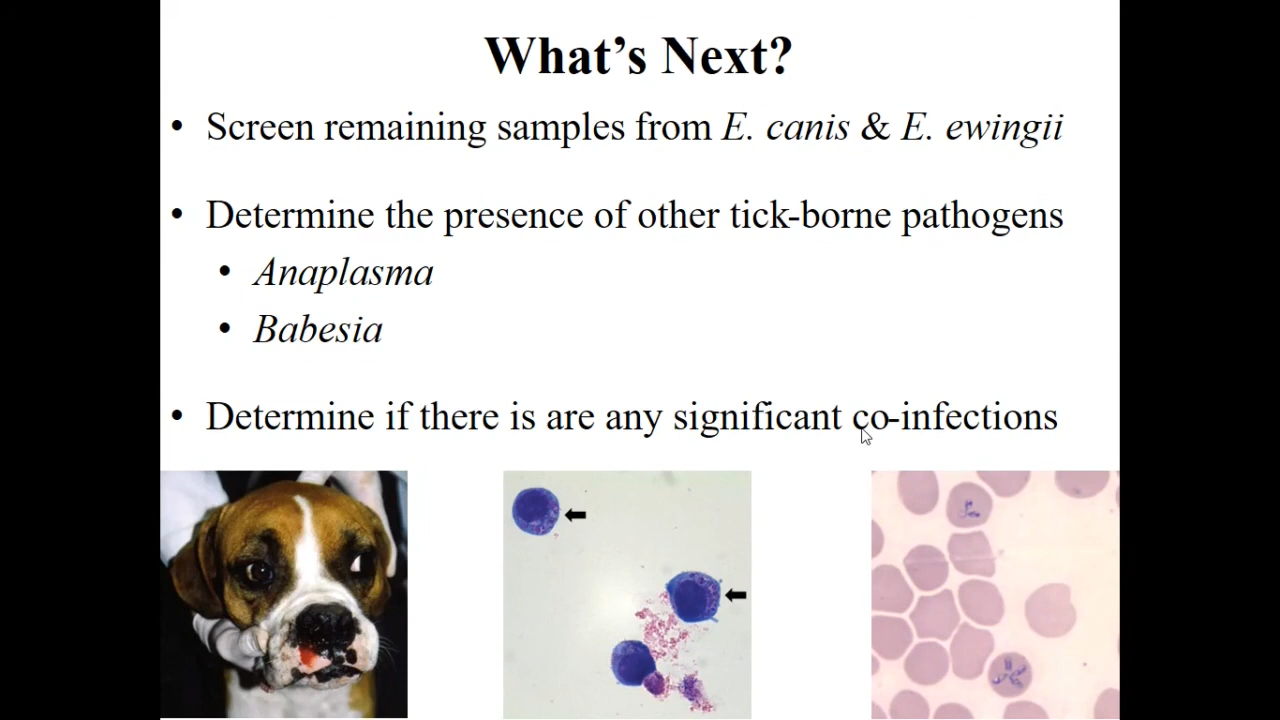 What's Next?
• Screen remaining samples from E. canis & E. ewingii
• Determine the presence of other tick-borne pathogens
• Anaplasma
• Babesia
• Determine if there is are any significant co-infections